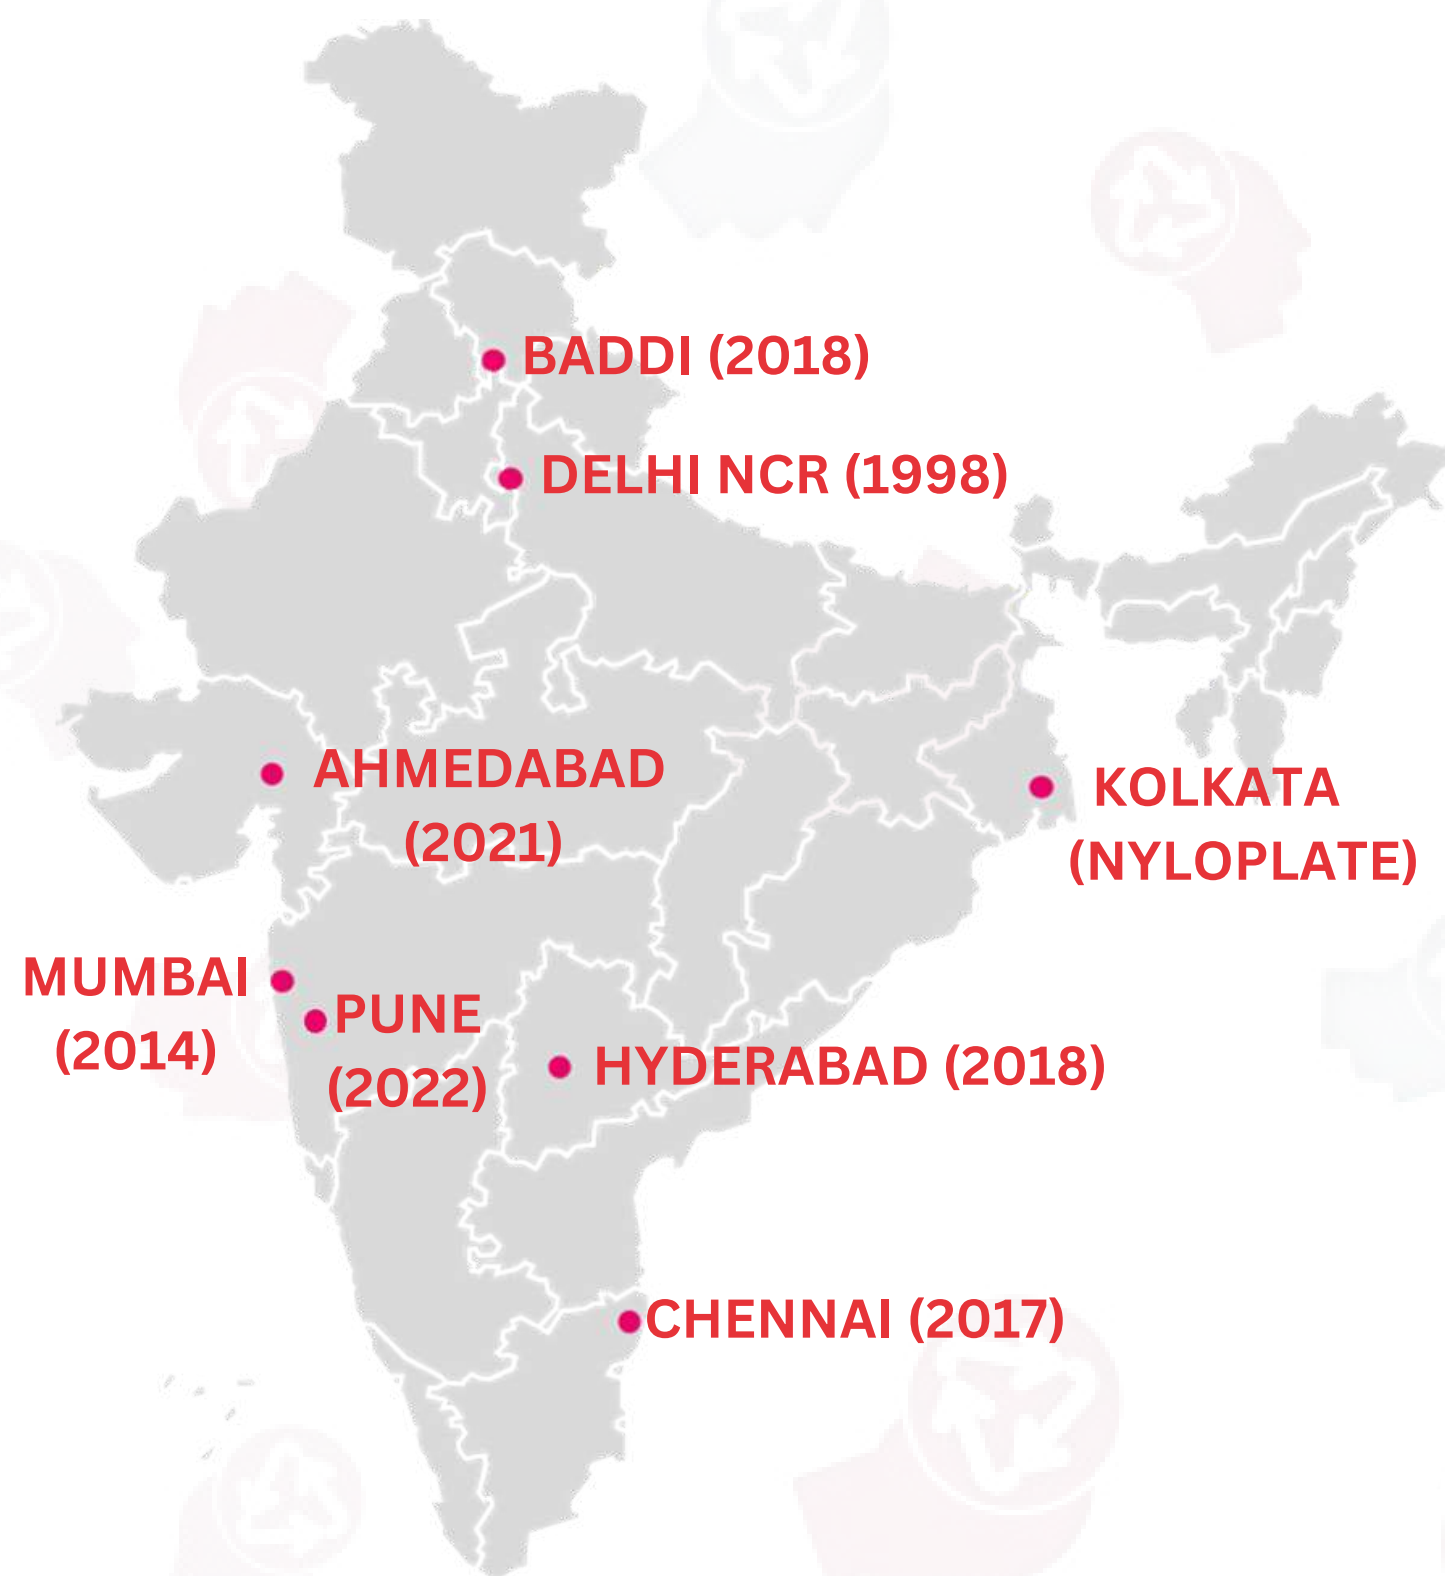 BADDI (2018)
DELHI NCR (1998)
AHMEDABAD
(2021)
KOLKATA
(NYLOPLATE)
MUMBAI
(2014)
PUNE
(2022)
HYDERABAD (2018)
CHENNAI (2017)